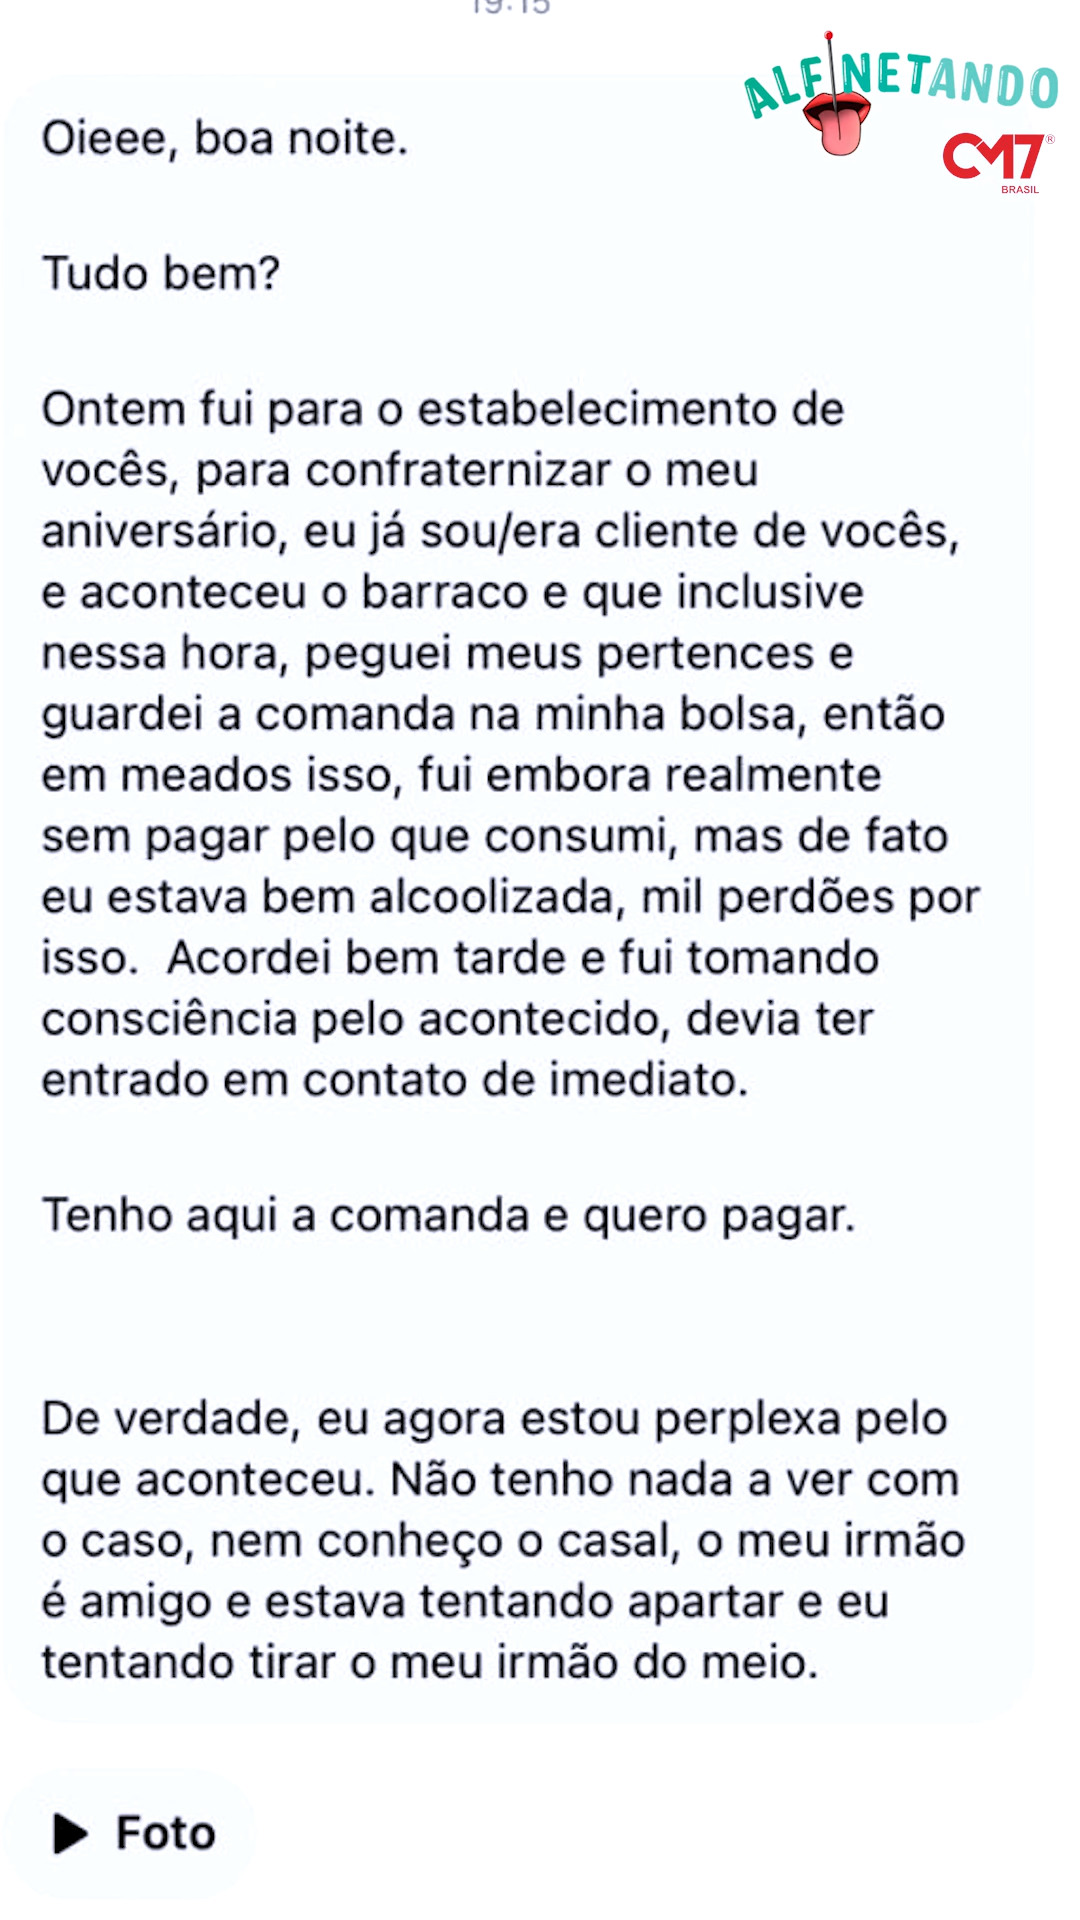 19:15
ALFINETANDO
CM7®
BRASIL
Oieee, boa noite.
Tudo bem?
Ontem fui para o estabelecimento de
vocês, para confraternizar o meu
aniversário, eu já sou/era cliente de vocês,
e aconteceu o barraco e que inclusive
nessa hora, peguei meus pertences e
guardei a comanda na minha bolsa, então
em meados isso, fui embora realmente
sem pagar pelo que consumi, mas de fato
eu estava bem alcoolizada, mil perdões por
isso.  Acordei bem tarde e fui tomando
consciência pelo acontecido, devia ter
entrado em contato de imediato.
Tenho aqui a comanda e quero pagar.
De verdade, eu agora estou perplexa pelo
que aconteceu. Não tenho nada a ver com
o caso, nem conheço o casal, o meu irmão
é amigo e estava tentando apartar e eu
tentando tirar o meu irmão do meio.
Foto